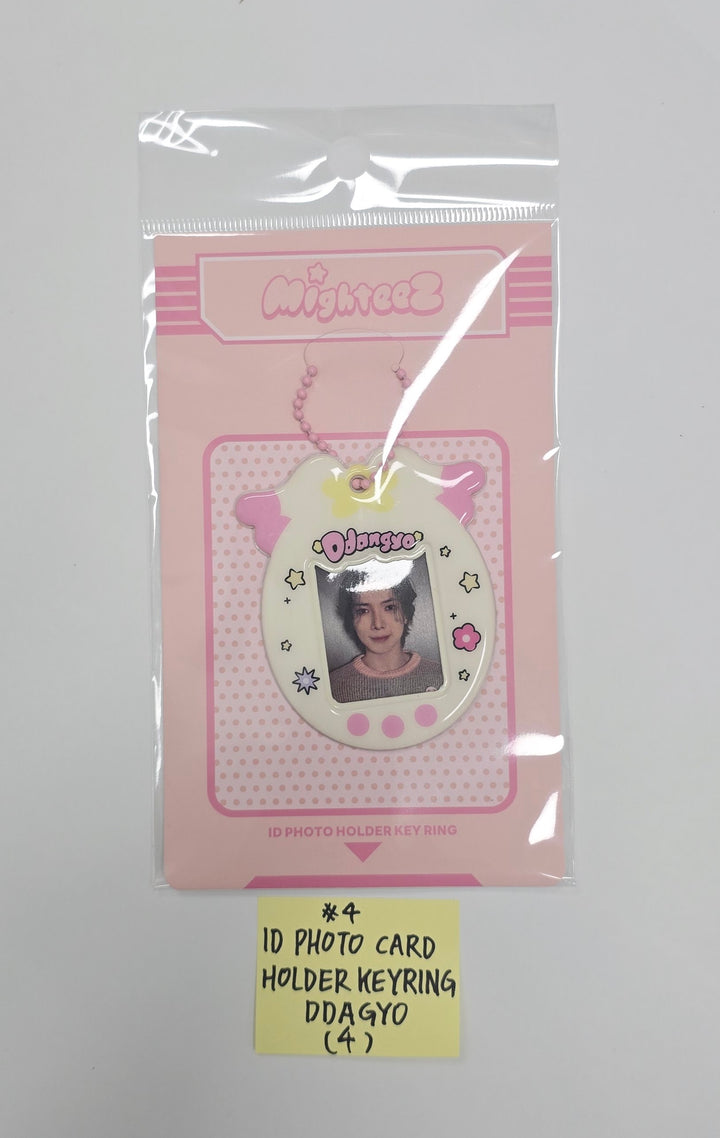 MighteeZ
Ddangyo
ID PHOTO HOLDER KEY RING
#4
ID PHOTO CARD
HOLDER KEYRING
DDAGYO
(4)